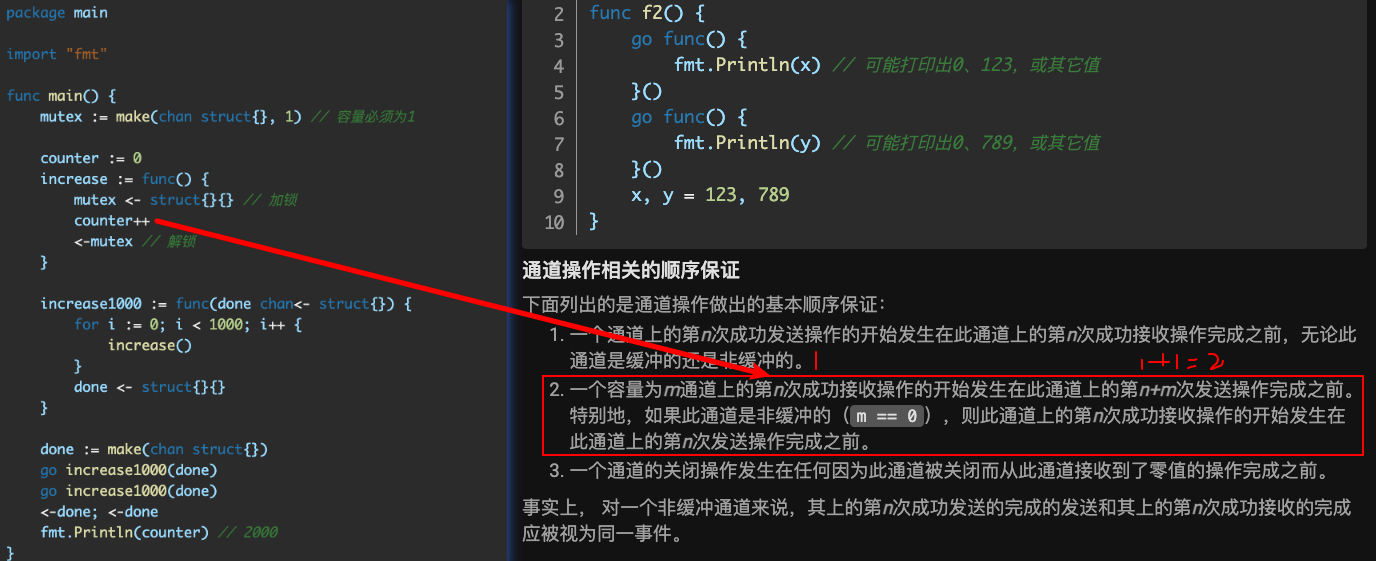 package main
import "fmt"
func main() {
    mutex := make(chan struct{}, 1) // 容量必须为1
    counter := 0
    increase := func() {
        mutex <- struct{}{} // 加锁
        counter++
        <-mutex // 解锁
    }
    increase1000 := func(done chan<- struct{}) {
        for i := 0; i < 1000; i++ {
            increase()
        }
        done <- struct{}{}
    }
    done := make(chan struct{})
    go increase1000(done)
    go increase1000(done)
    <-done; <-done
    fmt.Println(counter) // 2000
}
2 func f2() {
3     go func() {
4         fmt.Println(x) // 可能打印出0、123，或其它值
5     }()
6     go func() {
7         fmt.Println(y) // 可能打印出0、789，或其它值
8     }()
9     x, y = 123, 789
10 }
通道操作相关的顺序保证
下面列出的是通道操作做出的基本顺序保证：
1. 一个通道上的第n次成功发送操作的开始发生在此通道上的第n次成功接收操作完成之前，无论此
通道是缓冲的还是非缓冲的。 1 1+1=2
2. 一个容量为m通道上的第n次成功接收操作的开始发生在此通道上的第n+m次发送操作完成之前。
特别地，如果此通道是非缓冲的（m == 0），则此通道上的第n次成功接收操作的开始发生在
此通道上的第n次发送操作完成之前。
3. 一个通道的关闭操作发生在任何因为此通道被关闭而从此通道接收到了零值的操作完成之前。
事实上， 对一个非缓冲通道来说，其上的第n次成功发送的完成的发送和其上的第n次成功接收的完成
应被视为同一事件。